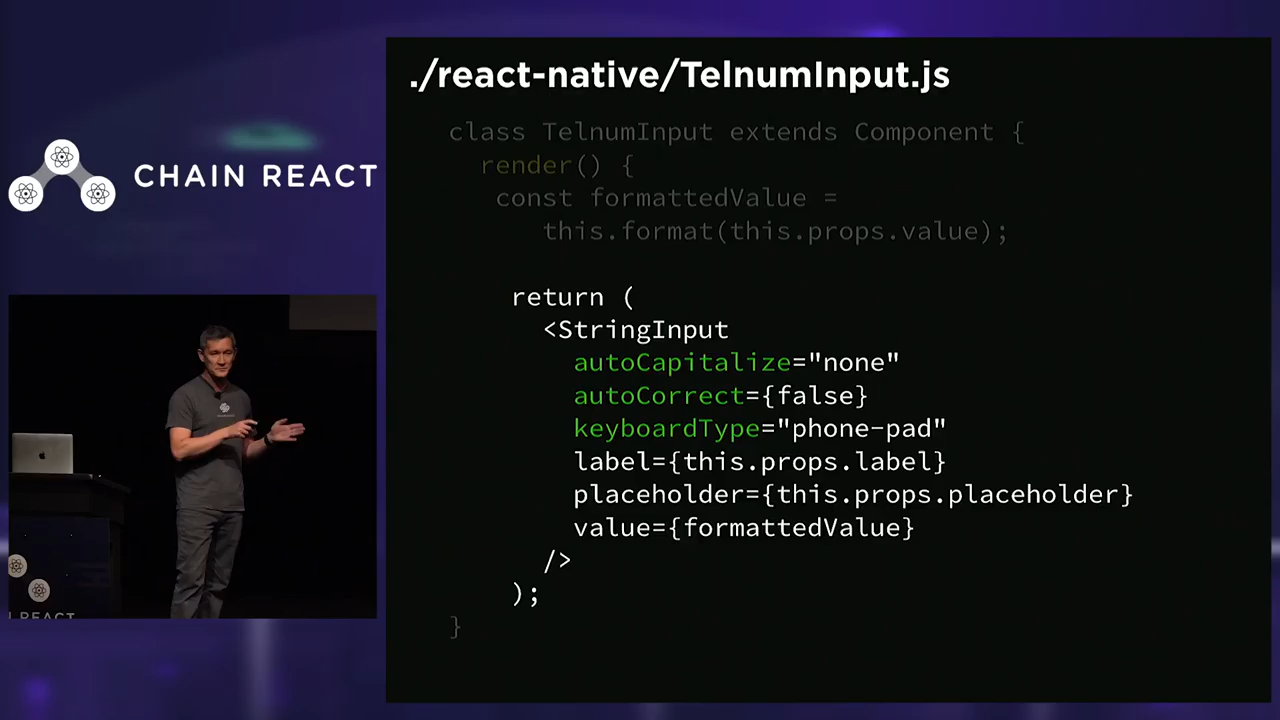 ./react-native/TelnumInput.js
class TelnumInput extends Component {
render() {
const formattedValue =
this.format(this.props.value);
return (
<StringInput
autoCapitalize="none"
autoCorrect={false}
keyboardType="phone-pad"
label={this.props.label}
placeholder={this.props.placeholder}
value={formattedValue}
/>
);
}
CHAIN REACT
N REACT